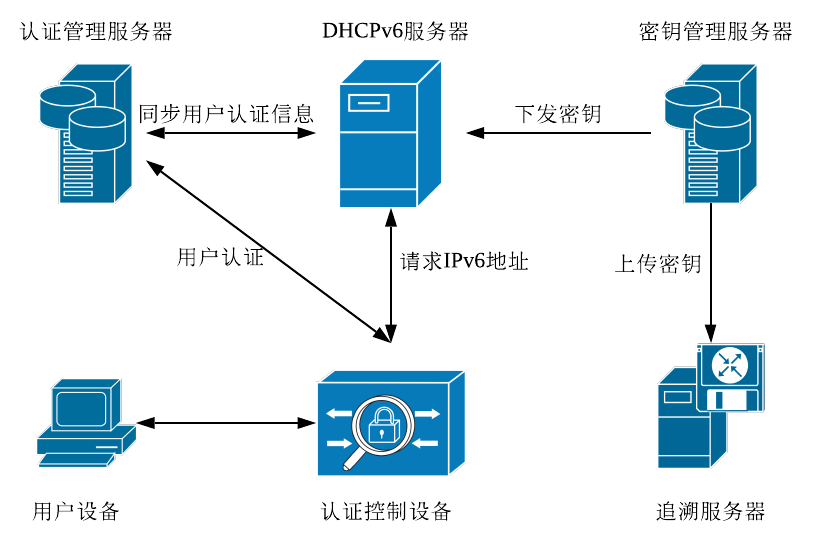 认证管理服务器
DHCPv6服务器
密钥管理服务器
同步用户认证信息
下发密钥
用户认证
请求IPv6地址
上传密钥
用户设备
认证控制设备
追溯服务器